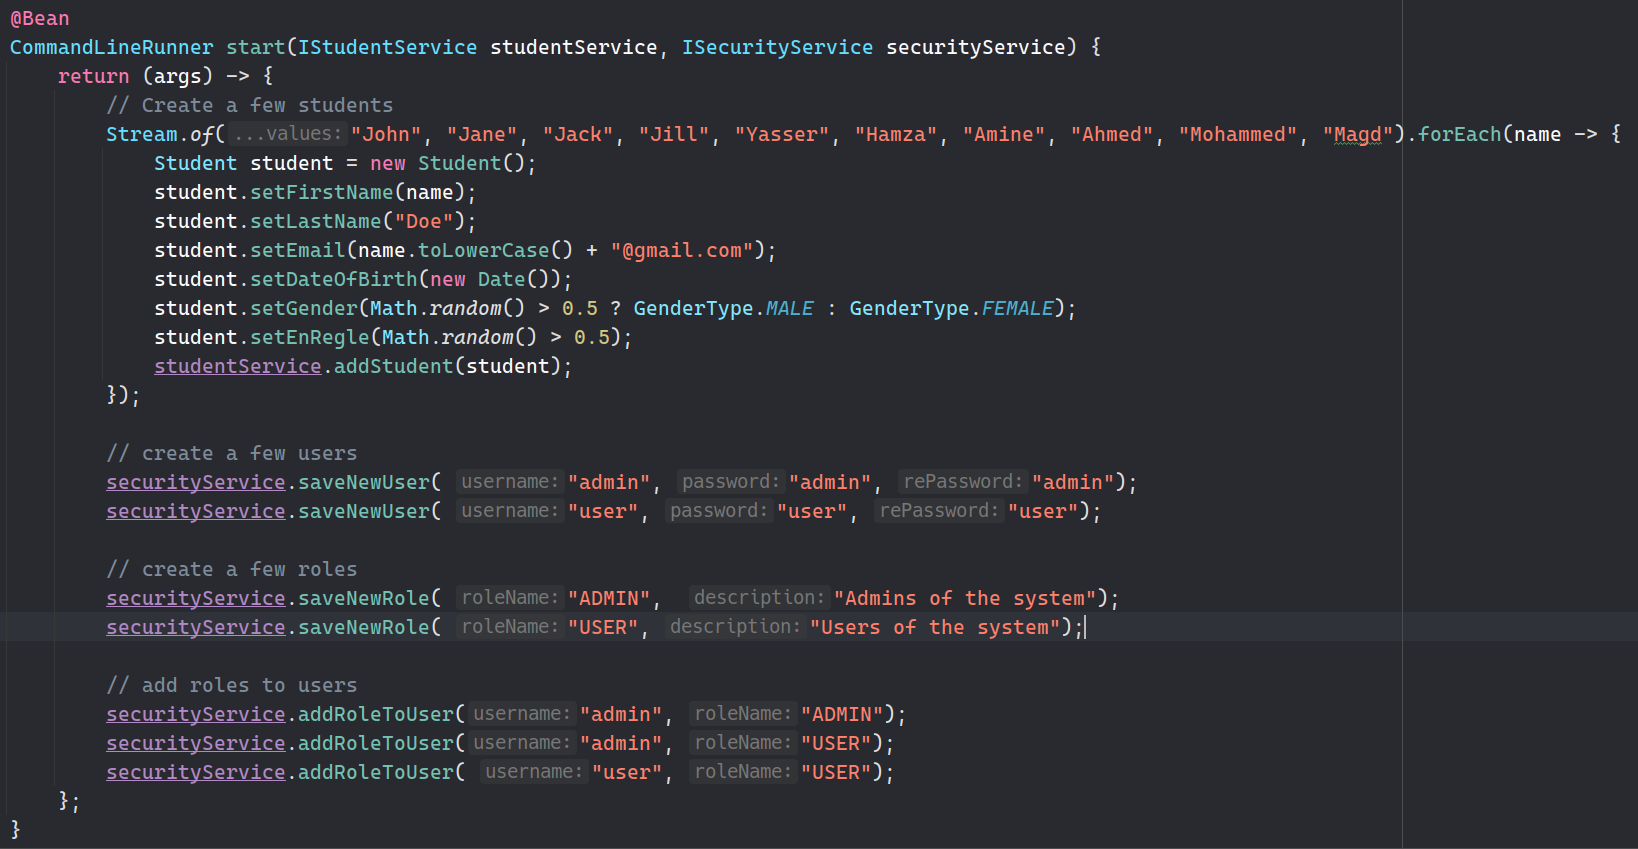 @Bean
CommandLineRunner start(IStudentService studentService, ISecurityService securityService) {
    return (args) -> {
        // Create a few students
        Stream.of( ...values: "John", "Jane", "Jack", "Jill", "Yasser", "Hamza", "Amine", "Ahmed", "Mohammed", "Magd").forEach(name -> {
            Student student = new Student();
            student.setFirstName(name);
            student.setLastName("Doe");
            student.setEmail(name.toLowerCase() + "@gmail.com");
            student.setDateOfBirth(new Date());
            student.setGender(Math.random() > 0.5 ? GenderType.MALE : GenderType.FEMALE);
            student.setEnRegle(Math.random() > 0.5);
            studentService.addStudent(student);
        });

        // create a few users
        securityService.saveNewUser( username: "admin", password: "admin", rePassword: "admin");
        securityService.saveNewUser( username: "user", password: "user", rePassword: "user");

        // create a few roles
        securityService.saveNewRole( roleName: "ADMIN",  description: "Admins of the system");
        securityService.saveNewRole( roleName: "USER", description: "Users of the system");

        // add roles to users
        securityService.addRoleToUser( username: "admin", roleName: "ADMIN");
        securityService.addRoleToUser( username: "admin", roleName: "USER");
        securityService.addRoleToUser( username: "user", roleName: "USER");
    };
}